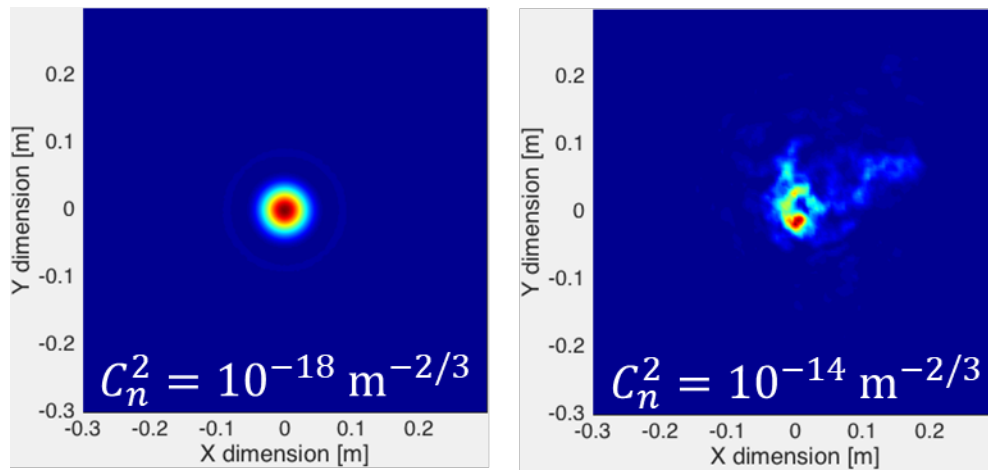 0.2
0.1
0
-0.1
-0.2
-0.3
Y dimension [m]
-0.3 -0.2 -0.1 0 0.1 0.2
X dimension [m]
C_n^2 = 10^{-18} m^{-2/3}
0.2
0.1
0
-0.1
-0.2
-0.3
Y dimension [m]
-0.3 -0.2 -0.1 0 0.1 0.2
X dimension [m]
C_n^2 = 10^{-14} m^{-2/3}